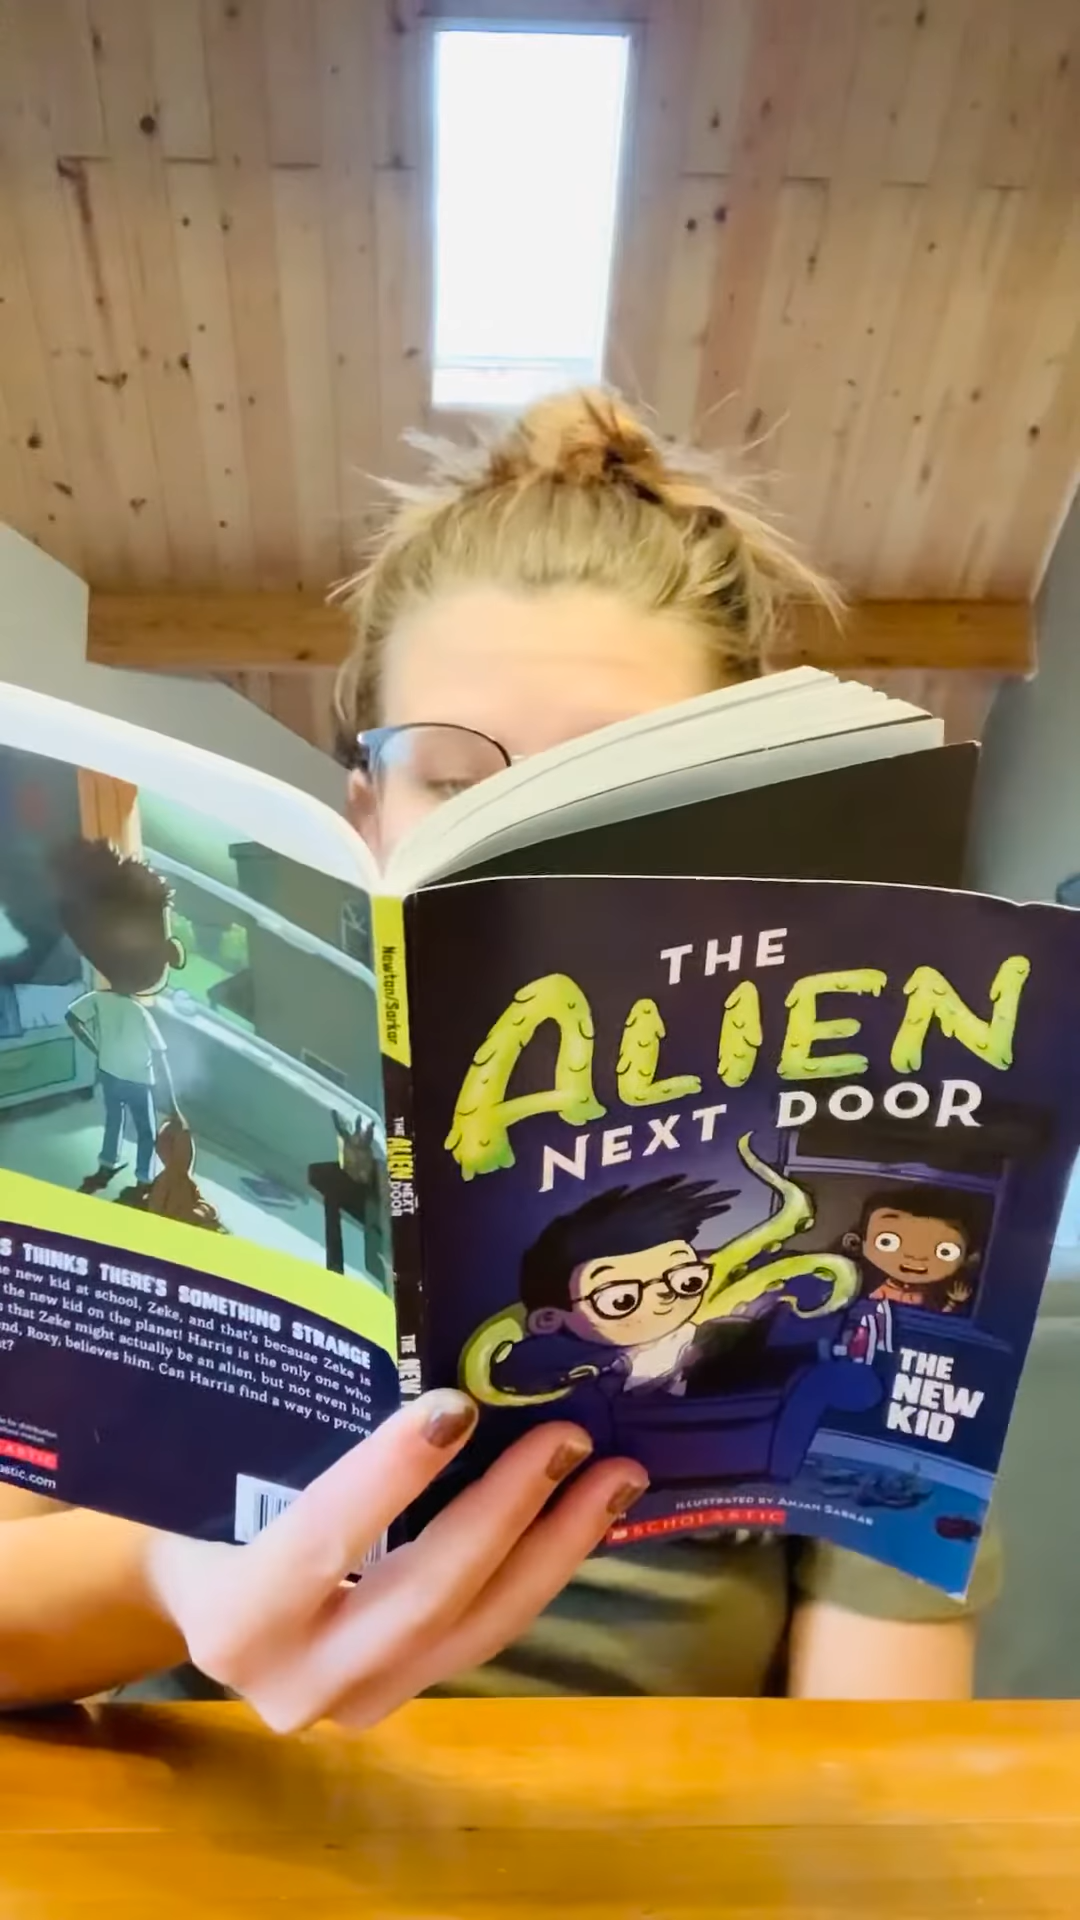 THE
ALIEN
NEXT DOOR
THE
NEW
KID
ILLUSTRATED BY ANJAN SARKAR
SCHOLASTIC
Newton/Sarkar
THE ALIEN NEXT DOOR
THE NEW
S THINKS THERE'S SOMETHING STRANGE
new kid at school, Zeke, and that's because Zeke is
the new kid on the planet! Harris is the only one who
that Zeke might actually be an alien, but not even his
Roxy, believes him. Can Harris find a way to prove